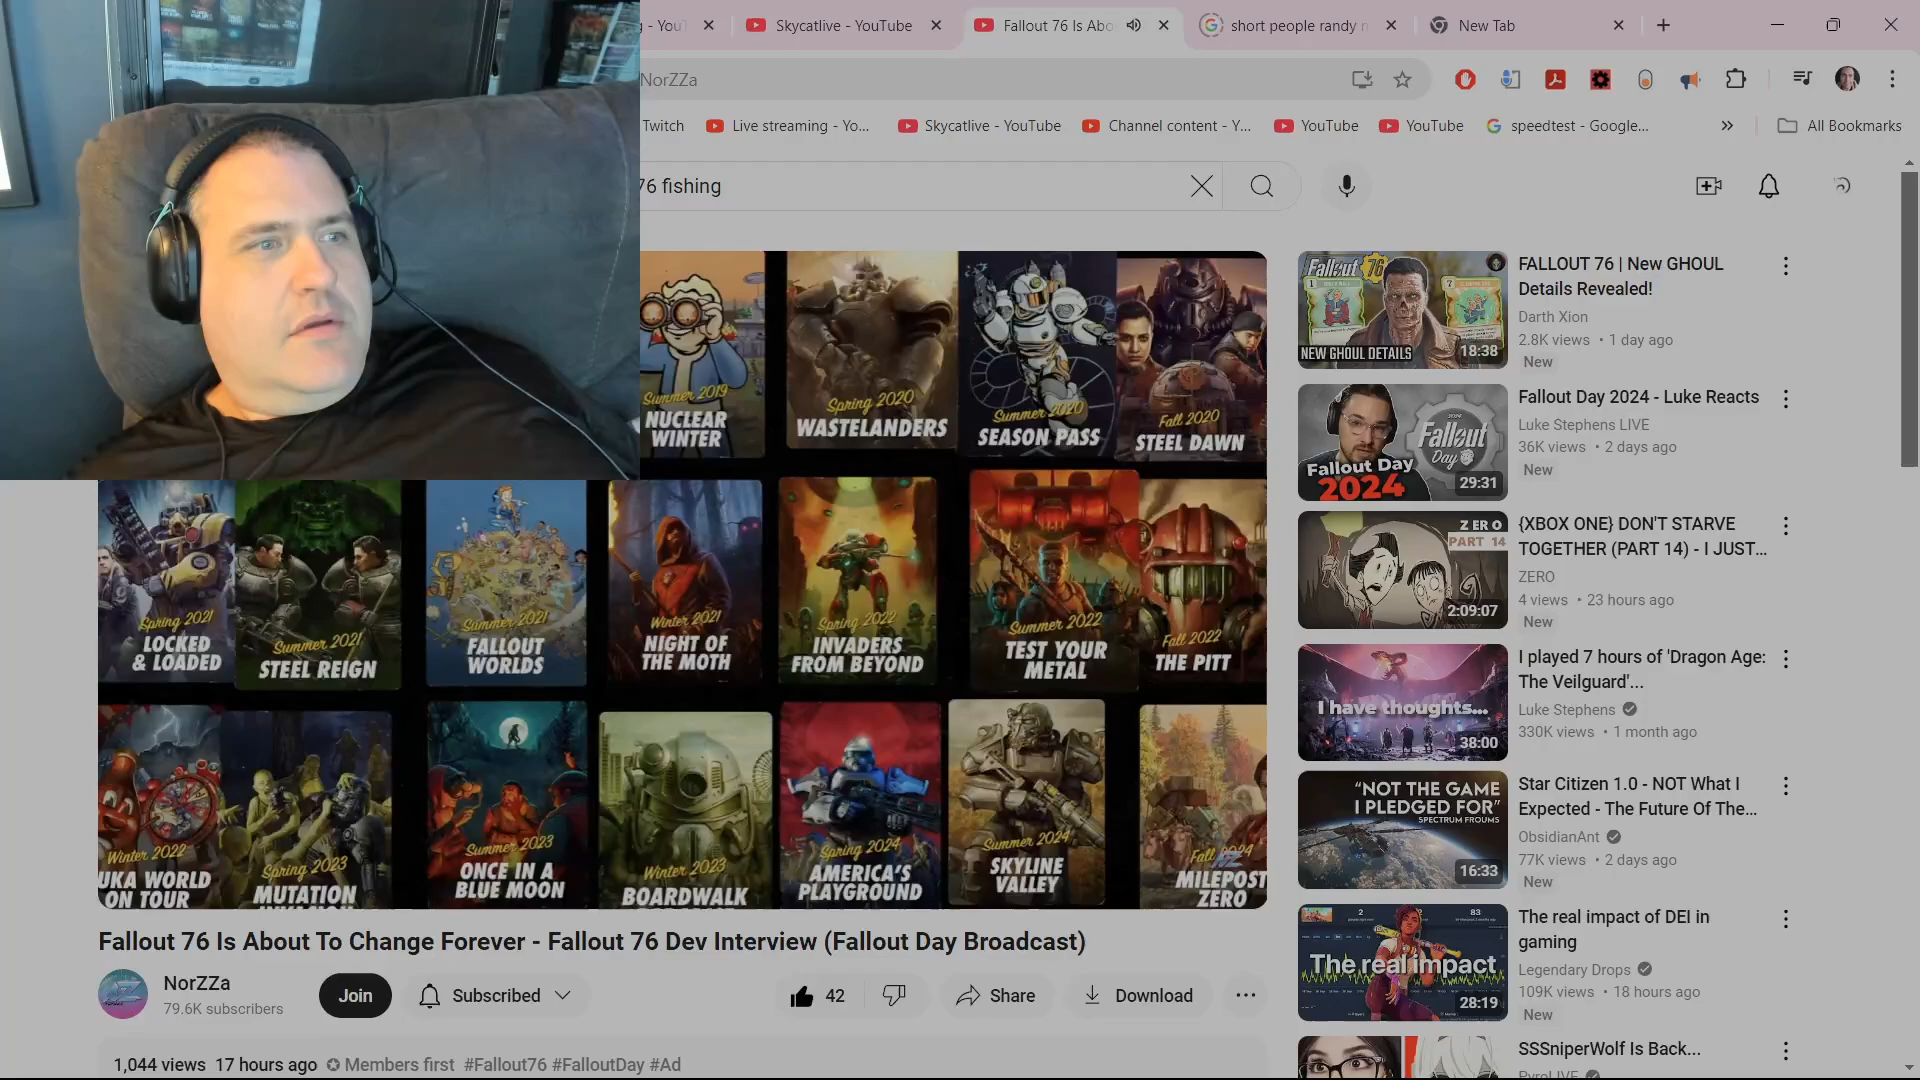 g - YouT
Skycatlive - YouTube
Fallout 76 Is Abo
short people randy n
New Tab
NorZZa
Twitch
Live streaming - Yo...
Skycatlive - YouTube
Channel content - Y...
YouTube
YouTube
speedtest - Google...
All Bookmarks
76 fishing
Summer 2019
NUCLEAR
WINTER
Spring 2020
WASTELANDERS
Summer 2020
SEASON PASS
Fall 2020
STEEL DAWN
Spring 2021
LOCKED
& LOADED
Summer 2021
STEEL REIGN
Summer 2021
FALLOUT
WORLDS
Winter 2021
NIGHT OF
THE MOTH
Spring 2022
INVADERS
FROM BEYOND
Summer 2022
TEST YOUR
METAL
Fall 2022
THE PITT
Winter 2022
UKA WORLD
ON TOUR
Spring 2023
MUTATION
Summer 2023
ONCE IN A
BLUE MOON
Winter 2023
BOARDWALK
Spring 2024
AMERICA'S
PLAYGROUND
Summer 2024
SKYLINE
VALLEY
Fall 2024
MILEPOST
ZERO
Fallout 76 Is About To Change Forever - Fallout 76 Dev Interview (Fallout Day Broadcast)
NorZZa
79.6K subscribers
Join
Subscribed
42
Share
Download
1,044 views 17 hours ago Members first #Fallout76 #FalloutDay #Ad
Fallout 76
NEW GHOUL DETAILS
18:38
FALLOUT 76 | New GHOUL
Details Revealed!
Darth Xion
2.8K views • 1 day ago
New
Fallout
Day
Fallout Day
2024
29:31
Fallout Day 2024 - Luke Reacts
Luke Stephens LIVE
36K views • 2 days ago
New
ZERO
PART 14
2:09:07
{XBOX ONE} DON'T STARVE
TOGETHER (PART 14) - I JUST...
ZERO
4 views • 23 hours ago
New
I have thoughts...
38:00
I played 7 hours of 'Dragon Age:
The Veilguard'...
Luke Stephens
330K views • 1 month ago
"NOT THE GAME
I PLEDGED FOR"
SPECTRUM FROUMS
16:33
Star Citizen 1.0 - NOT What I
Expected - The Future Of The...
ObsidianAnt
77K views • 2 days ago
New
2
83
The real impact
28:19
The real impact of DEI in
gaming
Legendary Drops
109K views • 18 hours ago
New
SSSniperWolf Is Back...
PyroLIVE